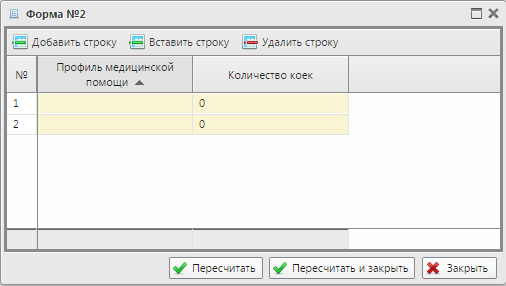 Форма №2
Добавить строку Вставить строку Удалить строку
№ Профиль медицинской помощи Количество коек
1 0
2 0
Пересчитать Пересчитать и закрыть Закрыть